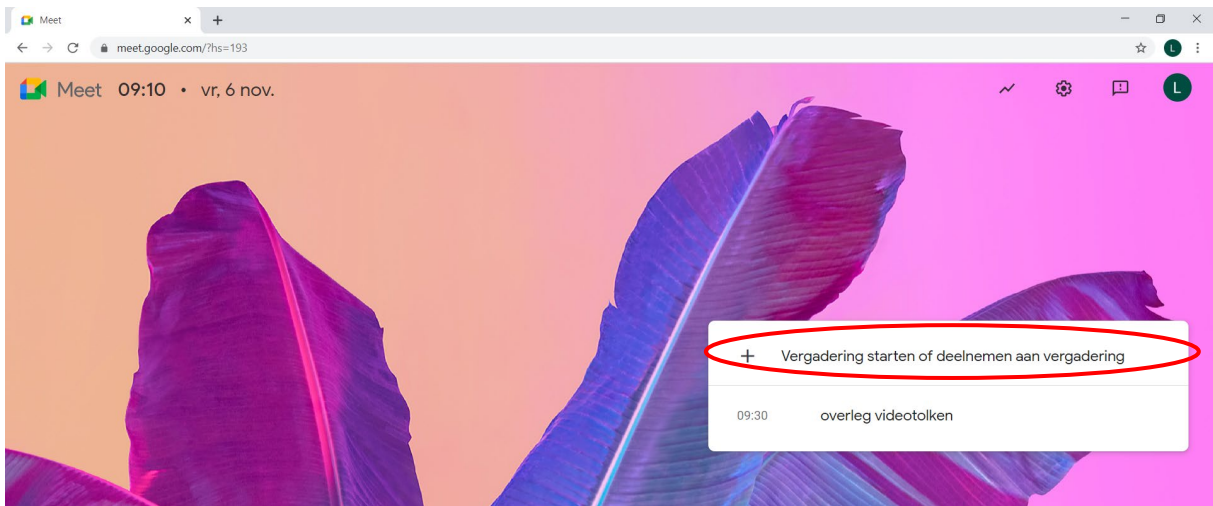 Meet
meet.google.com/?hs=193
L
Meet 09:10 • vr, 6 nov.
L
Vergadering starten of deelnemen aan vergadering
09:30 overleg videotolken